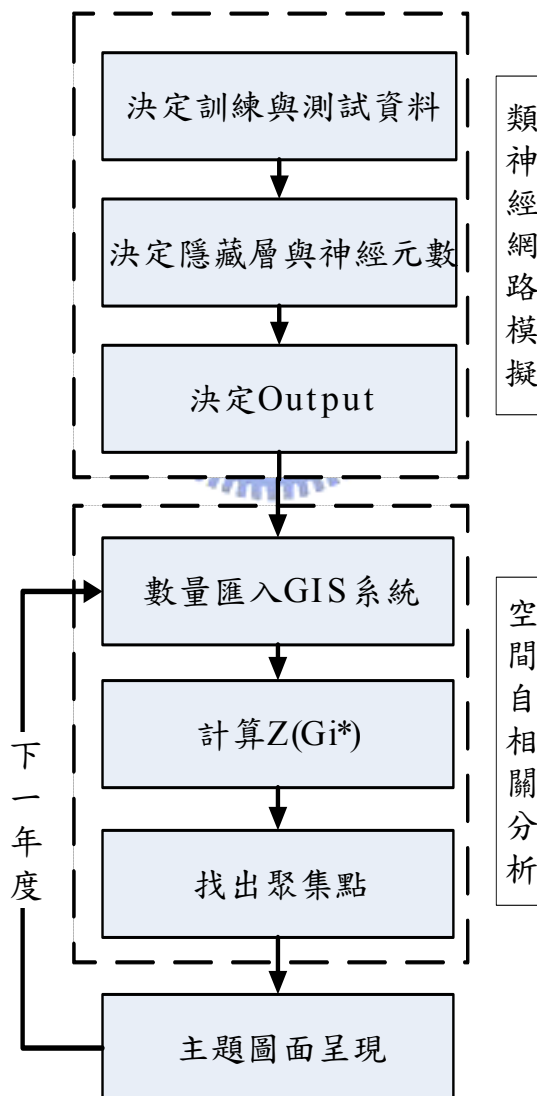 決定訓練與測試資料
類神經網路模擬
決定隱藏層與神經元數
決定Output
數量匯入GIS系統
空間自相關分析
計算Z(Gi*)
下一年度
找出聚集點
主題圖面呈現